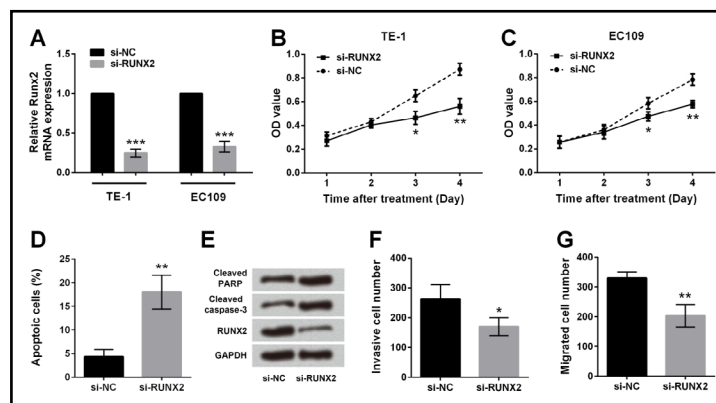 A
si-NC
si-RUNX2
Relative Runx2
mRNA expression
1.5
1.0
0.5
0.0
***
***
TE-1
EC109
B
TE-1
si-RUNX2
si-NC
OD value
1.0
0.8
0.6
0.4
0.2
0.0
*
**
1 2 3 4
Time after treatment (Day)
C
EC109
si-RUNX2
si-NC
OD value
1.0
0.8
0.6
0.4
0.2
0.0
*
**
1 2 3 4
Time after treatment (Day)
D
Apoptoic cells (%)
25
20
15
10
5
0
**
si-NC si-RUNX2
E
Cleaved
PARP
Cleaved
caspase-3
RUNX2
GAPDH
si-NC si-RUNX2
F
Invasive cell number
400
300
200
100
0
*
si-NC si-RUNX2
G
Migrated cell number
400
300
200
100
0
**
si-NC si-RUNX2